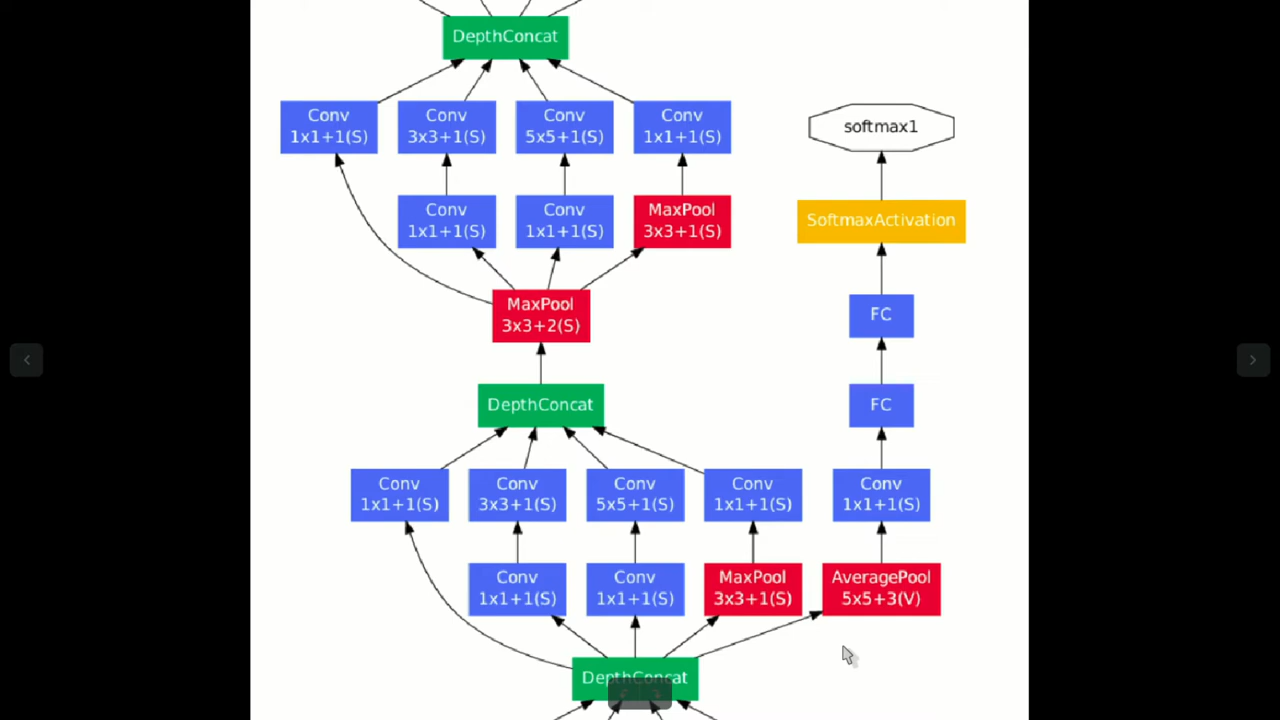 DepthConcat
Conv
1x1+1(S)
Conv
3x3+1(S)
Conv
5x5+1(S)
Conv
1x1+1(S)
softmax1
Conv
1x1+1(S)
Conv
1x1+1(S)
MaxPool
3x3+1(S)
SoftmaxActivation
MaxPool
3x3+2(S)
FC
DepthConcat
FC
Conv
1x1+1(S)
Conv
3x3+1(S)
Conv
5x5+1(S)
Conv
1x1+1(S)
Conv
1x1+1(S)
Conv
1x1+1(S)
Conv
1x1+1(S)
MaxPool
3x3+1(S)
AveragePool
5x5+3(V)
DepthConcat